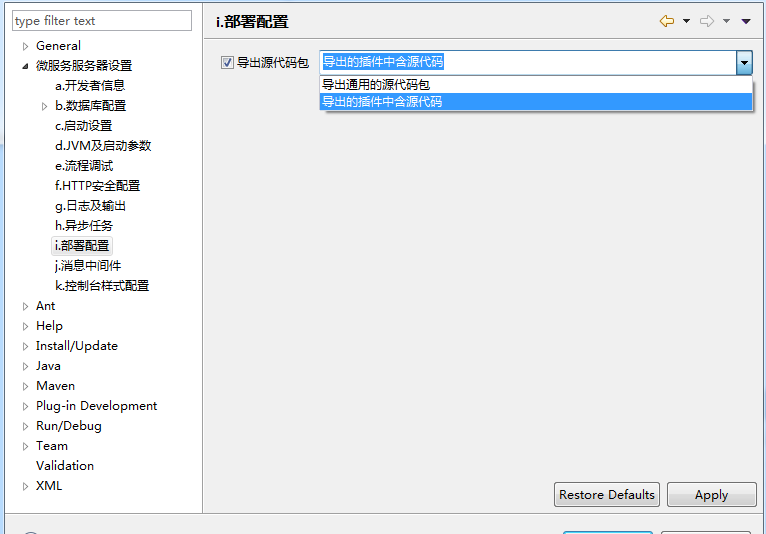 type filter text
General
微服务服务器设置
a.开发者信息
b.数据库配置
c.启动设置
d.JVM及启动参数
e.流程调试
f.HTTP安全配置
g.日志及输出
h.异步任务
i.部署配置
j.消息中间件
k.控制台样式配置
Ant
Help
Install/Update
Java
Maven
Plug-in Development
Run/Debug
Team
Validation
XML
i.部署配置
导出源代码包
导出的插件中含源代码
导出通用的源代码包
导出的插件中含源代码
Restore Defaults
Apply